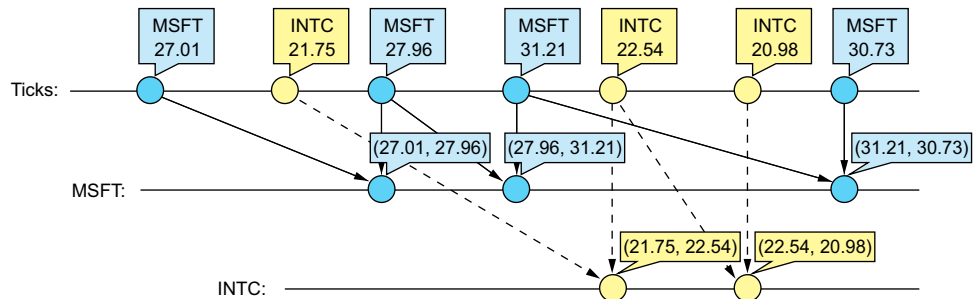 MSFT
27.01
INTC
21.75
MSFT
27.96
MSFT
31.21
INTC
22.54
INTC
20.98
MSFT
30.73
Ticks:
(27.01, 27.96)
(27.96, 31.21)
(31.21, 30.73)
MSFT:
(21.75, 22.54)
(22.54, 20.98)
INTC: